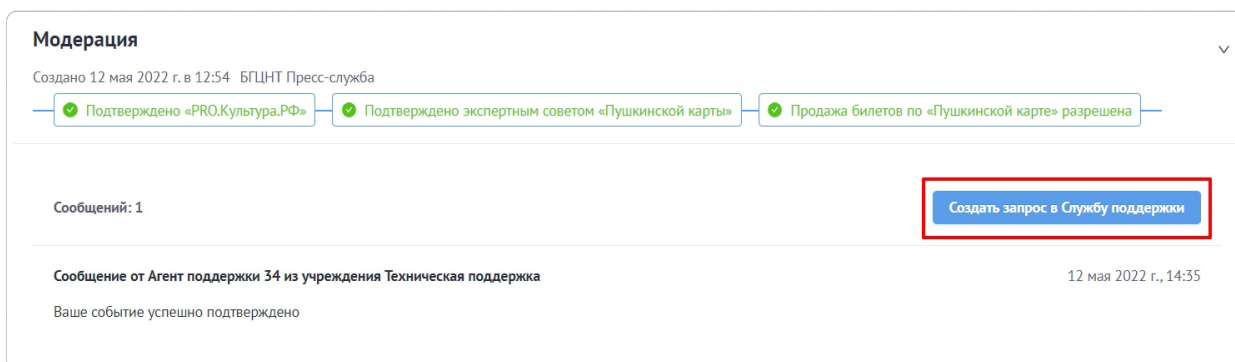 Модерация
Создано 12 мая 2022 г. в 12:54 БГЦНТ Пресс-служба
Подтверждено «PRO.Культура.РФ» Подтверждено экспертным советом «Пушкинской карты» Продажа билетов по «Пушкинской карте» разрешена
Сообщений: 1 Создать запрос в Службу поддержки
Сообщение от Агент поддержки 34 из учреждения Техническая поддержка 12 мая 2022 г., 14:35
Ваше событие успешно подтверждено